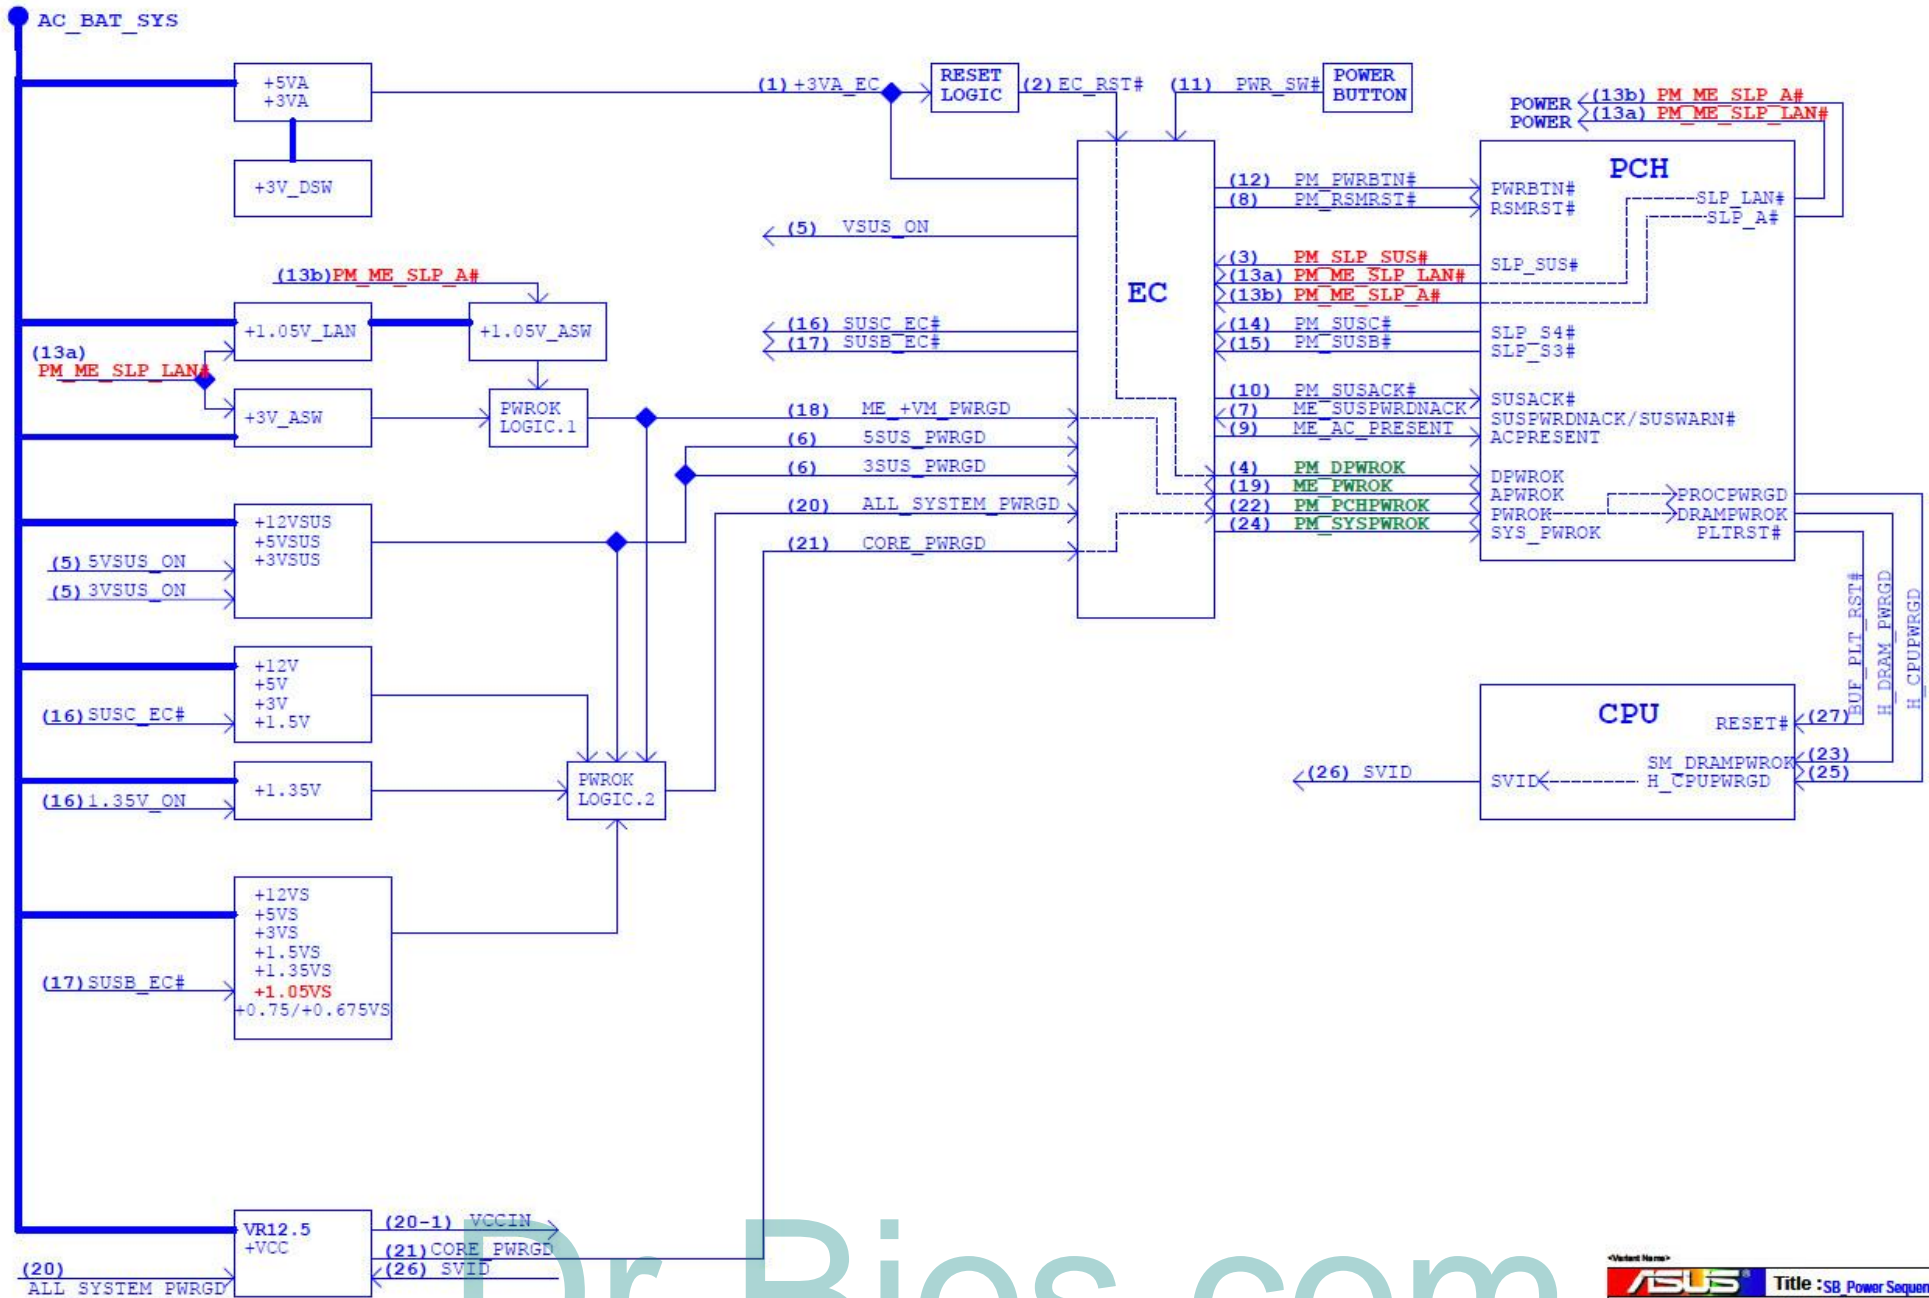 AC_BAT_SYS
+5VA
+3VA
(1) +3VA_EC
RESET
LOGIC
(2) EC_RST#
(11) PWR_SW#
POWER
BUTTON
POWER (13b) PM_ME_SLP_A#
POWER (13a) PM_ME_SLP_LAN#
+3V_DSW
PCH
(12) PM_PWRBTN# PWRBTN#
(8) PM_RSMRST# RSMRST#
SLP_LAN#
SLP_A#
(5) VSUS_ON
EC
(3) PM_SLP_SUS# SLP_SUS#
(13a) PM_ME_SLP_LAN#
(13b) PM_ME_SLP_A#
(13b) PM_ME_SLP_A#
+1.05V_LAN
+1.05V_ASW
(16) SUSC_EC#
(17) SUSB_EC#
(14) PM_SUSC# SLP_S4#
(15) PM_SUSB# SLP_S3#
(13a)
PM_ME_SLP_LAN#
+3V_ASW
PWROK
LOGIC.1
(10) PM_SUSACK# SUSACK#
(7) ME_SUSPWRDNACK SUSPWRDNACK/SUSWARN#
(9) ME_AC_PRESENT ACPRESENT
(18) ME_+VM_PWRGD
(6) 5SUS_PWRGD
(6) 3SUS_PWRGD
(20) ALL_SYSTEM_PWRGD
(21) CORE_PWRGD
(4) PM_DPWROK DPWROK
(19) ME_PWROK APWROK PROCPWRGD
(22) PM_PCHPWROK PWROK DRAMPWROK
(24) PM_SYSPWROK SYS_PWROK PLTRST#
+12VSUS
+5VSUS
+3VSUS
(5) 5VSUS_ON
(5) 3VSUS_ON
BUF_PLT_RST#
H_DRAM_PWRGD
H_CPUPWRGD
+12V
+5V
+3V
+1.5V
(16) SUSC_EC#
CPU
RESET# (27)
SM_DRAMPWROK (23)
H_CPUPWRGD (25)
SVID
(26) SVID
PWROK
LOGIC.2
+1.35V
(16) 1.35V_ON
+12VS
+5VS
+3VS
+1.5VS
+1.35VS
+1.05VS
+0.75/+0.675VS
(17) SUSB_EC#
VR12.5
+VCC
(20-1) VCCIN
(21) CORE_PWRGD
(26) SVID
(20)
ALL_SYSTEM_PWRGD
Dr-Bios.com
<Variant Name>
ASUS
Title : SB_Power Sequen